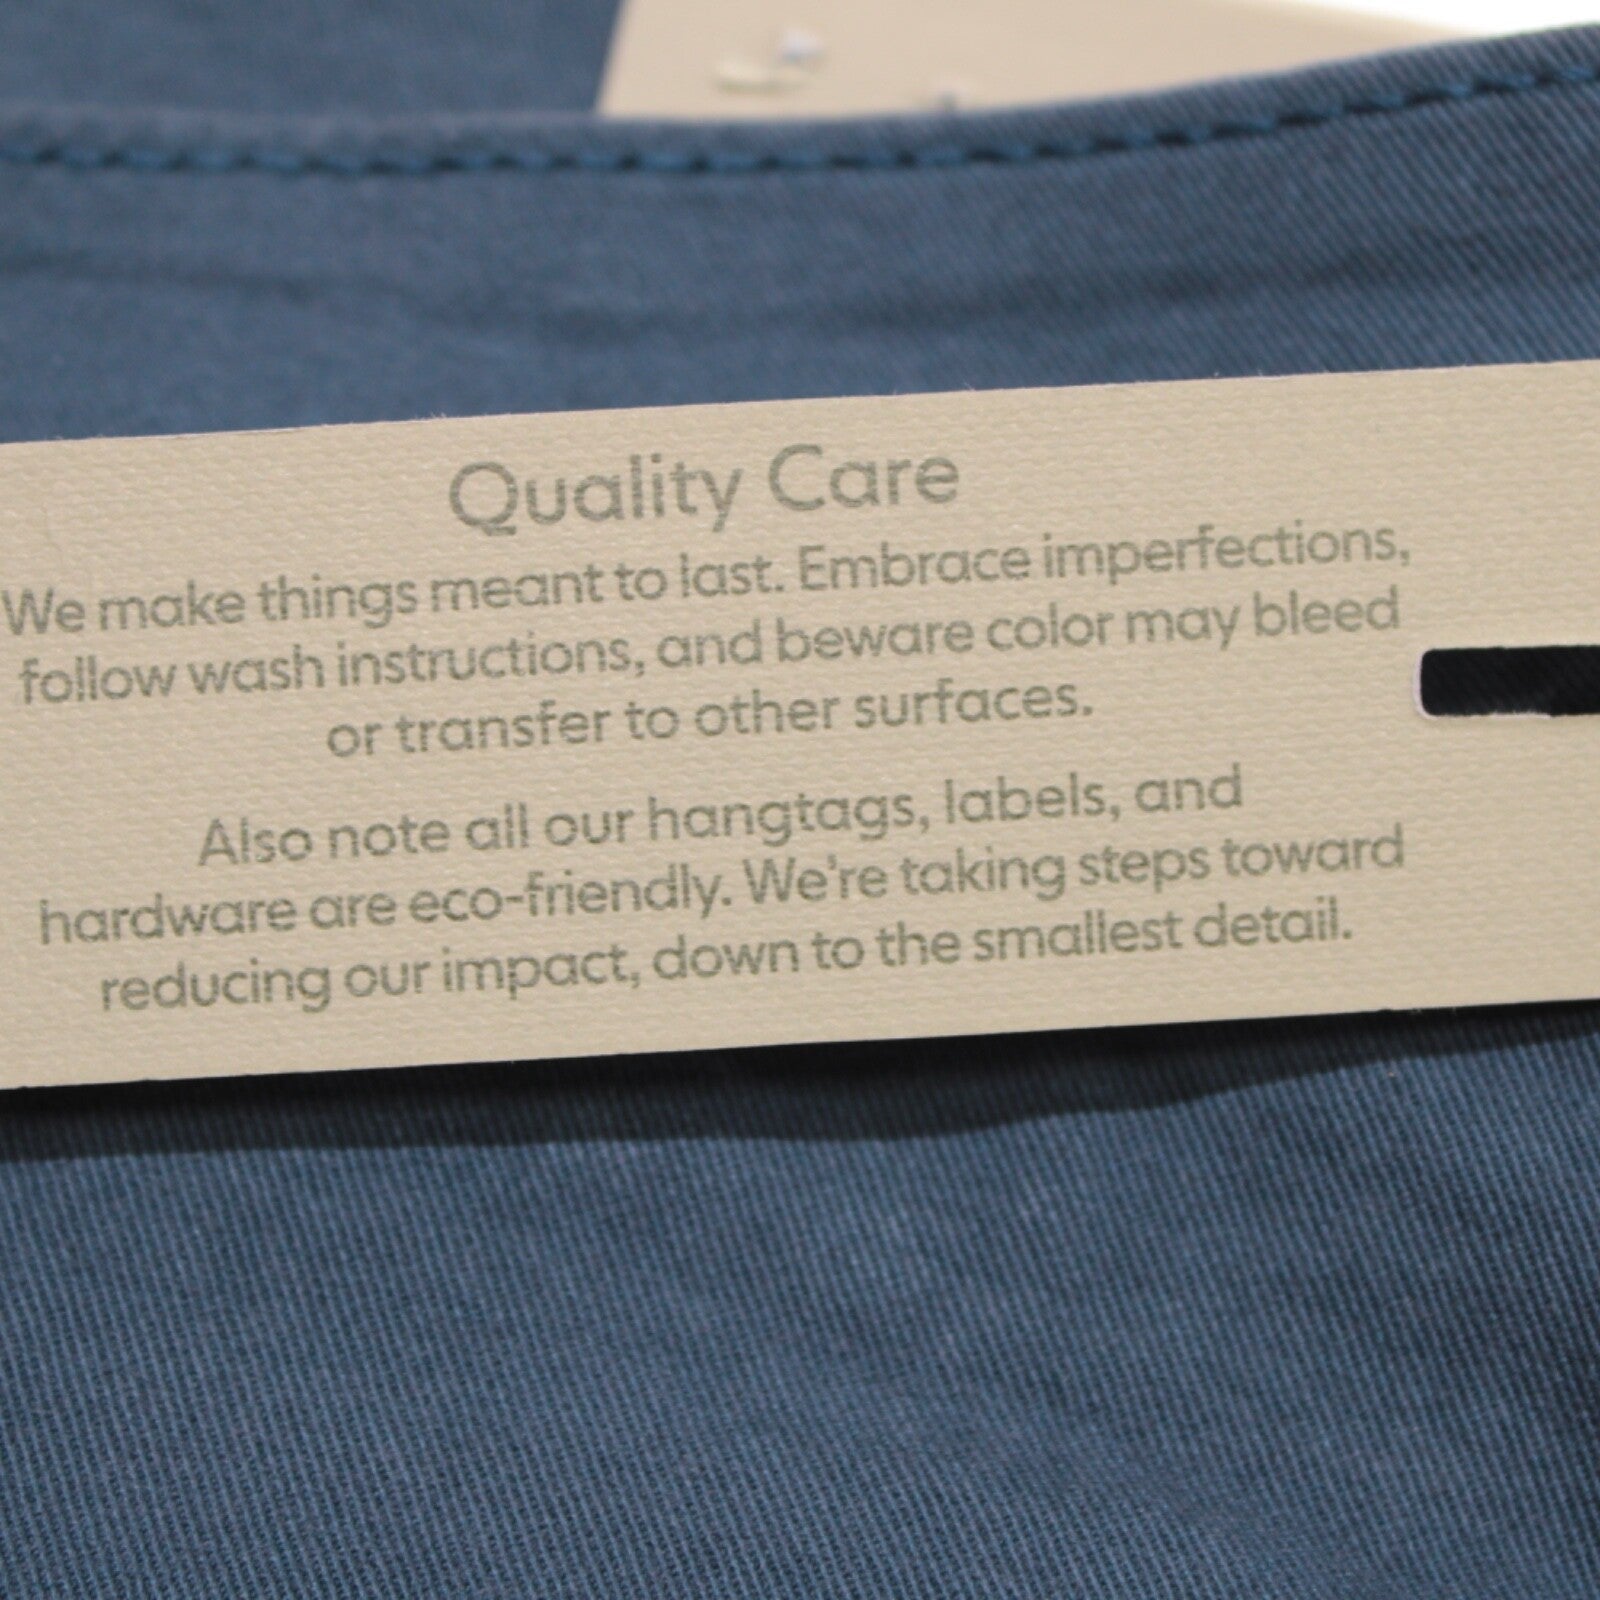 Quality Care
We make things meant to last. Embrace imperfections,
follow wash instructions, and beware color may bleed
or transfer to other surfaces.
Also note all our hangtags, labels, and
hardware are eco-friendly. We're taking steps toward
reducing our impact, down to the smallest detail.